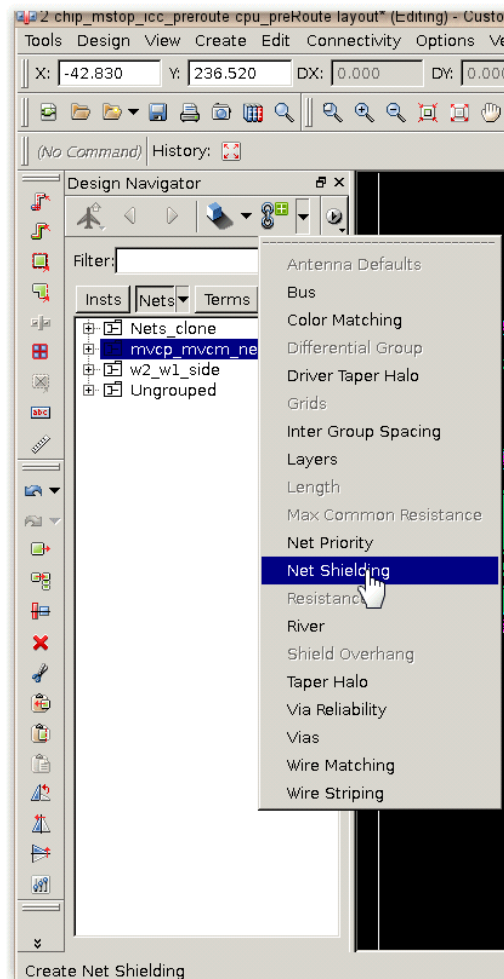 2 chip_mstop_icc_preroute cpu_preRoute layout* (Editing) - Custo
Tools Design View Create Edit Connectivity Options Ve
X: -42.830 Y: 236.520 DX: 0.000 DY: 0.000
(No Command) History:
Design Navigator
Filter:
Insts Nets Terms
Nets_clone
mvcp_mvcm_ne
w2_w1_side
Ungrouped
Antenna Defaults
Bus
Color Matching
Differential Group
Driver Taper Halo
Grids
Inter Group Spacing
Layers
Length
Max Common Resistance
Net Priority
Net Shielding
Resistance
River
Shield Overhang
Taper Halo
Via Reliability
Vias
Wire Matching
Wire Striping
abc
Create Net Shielding